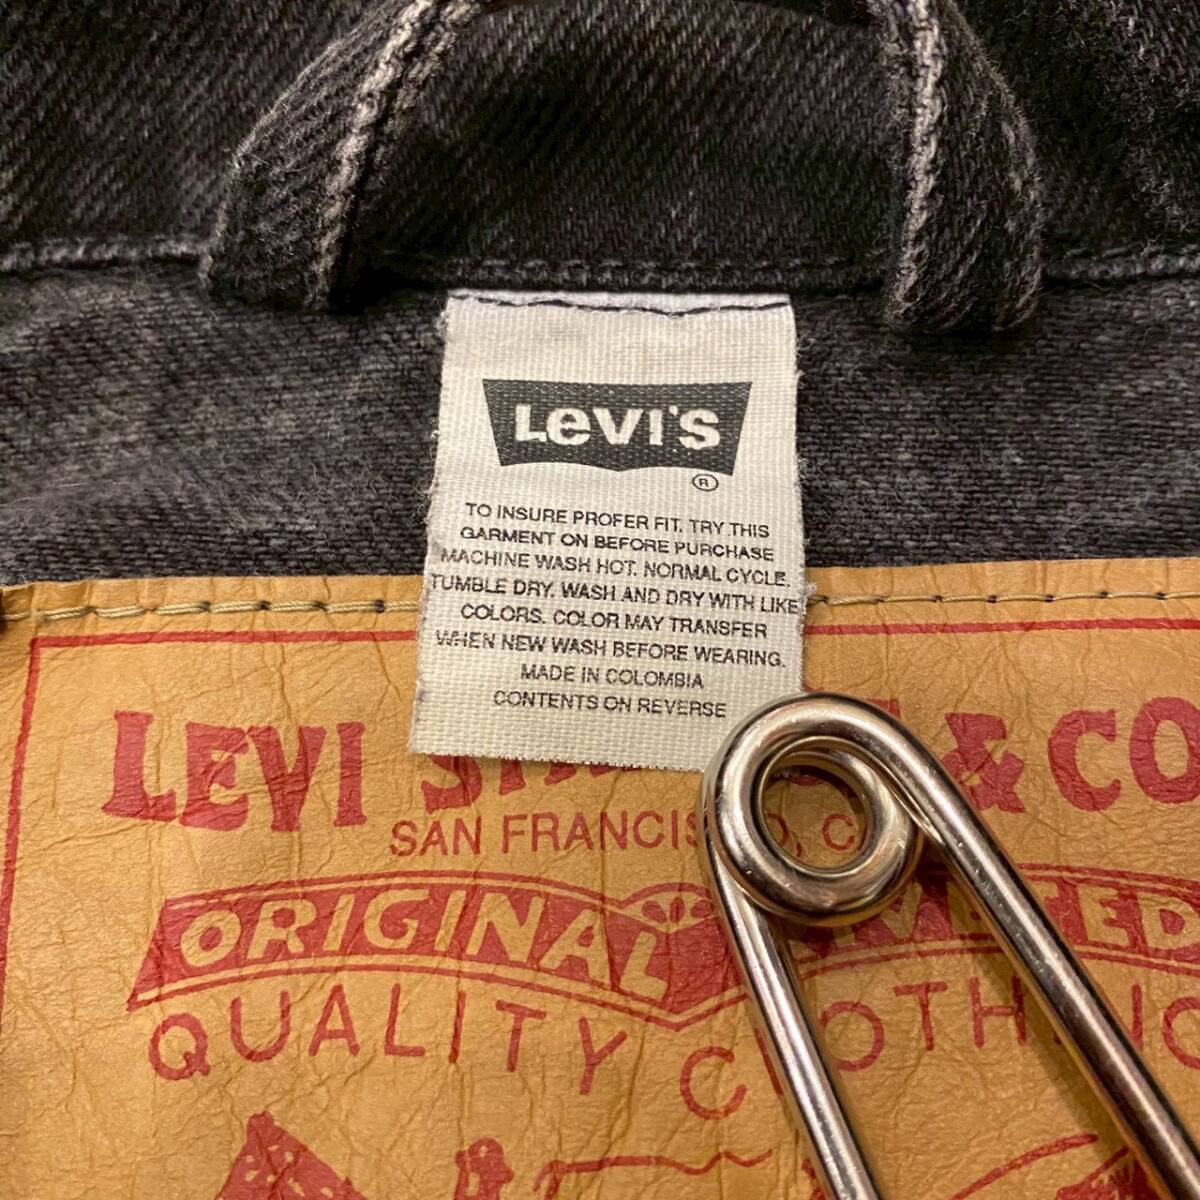 LEVI'S
®
TO INSURE PROPER FIT. TRY THIS
GARMENT ON BEFORE PURCHASE
MACHINE WASH HOT. NORMAL CYCLE.
TUMBLE DRY. WASH AND DRY WITH LIKE
COLORS. COLOR MAY TRANSFER
WHEN NEW WASH BEFORE WEARING.
MADE IN COLOMBIA
CONTENTS ON REVERSE
LEVI & CO
SAN
ORIGINAL
QUALITY